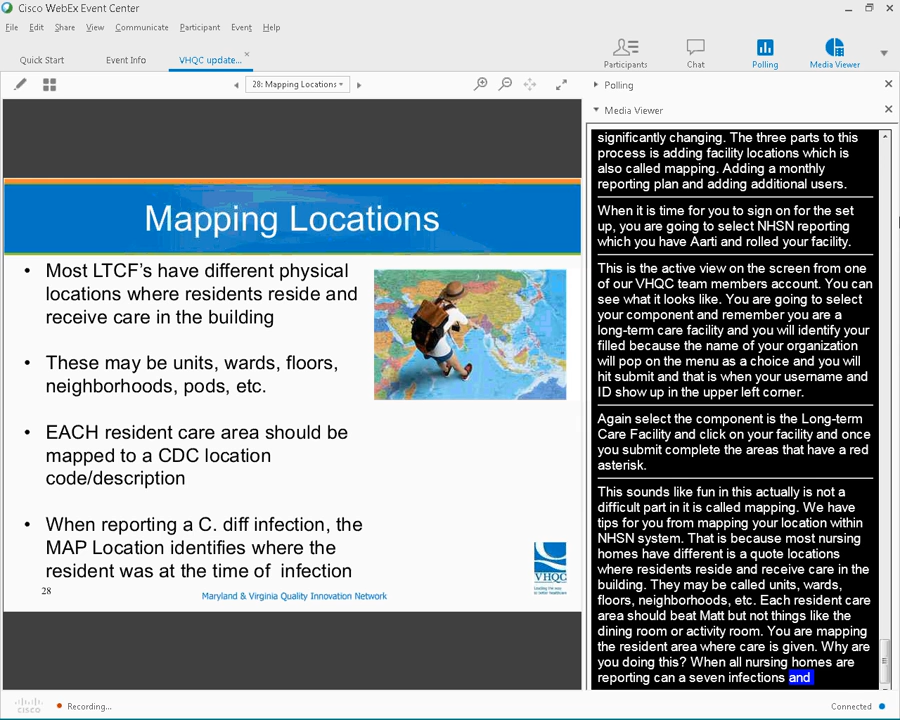 Cisco WebEx Event Center
File Edit Share View Communicate Participant Event Help
Quick Start Event Info VHQC update...
Participants Chat Polling Media Viewer
28: Mapping Locations
Polling
Media Viewer
Mapping Locations
• Most LTCF's have different physical
locations where residents reside and
receive care in the building
• These may be units, wards, floors,
neighborhoods, pods, etc.
• EACH resident care area should be
mapped to a CDC location
code/description
• When reporting a C. diff infection, the
MAP Location identifies where the
resident was at the time of infection
28
Maryland & Virginia Quality Innovation Network
VHQC
Leading the way
to better healthcare
significantly changing. The three parts to this
process is adding facility locations which is
also called mapping. Adding a monthly
reporting plan and adding additional users.
When it is time for you to sign on for the set
up, you are going to select NHSN reporting
which you have Aarti and rolled your facility.
This is the active view on the screen from one
of our VHQC team members account. You can
see what it looks like. You are going to select
your component and remember you are a
long-term care facility and you will identify your
filled because the name of your organization
will pop on the menu as a choice and you will
hit submit and that is when your username and
ID show up in the upper left corner.
Again select the component is the Long-term
Care Facility and click on your facility and once
you submit complete the areas that have a red
asterisk.
This sounds like fun in this actually is not a
difficult part in it is called mapping. We have
tips for you from mapping your location within
NHSN system. That is because most nursing
homes have different is a quote locations
where residents reside and receive care in the
building. They may be called units, wards,
floors, neighborhoods, etc. Each resident care
area should beat Matt but not things like the
dining room or activity room. You are mapping
the resident area where care is given. Why are
you doing this? When all nursing homes are
reporting can a seven infections and
cisco
Recording...
Connected